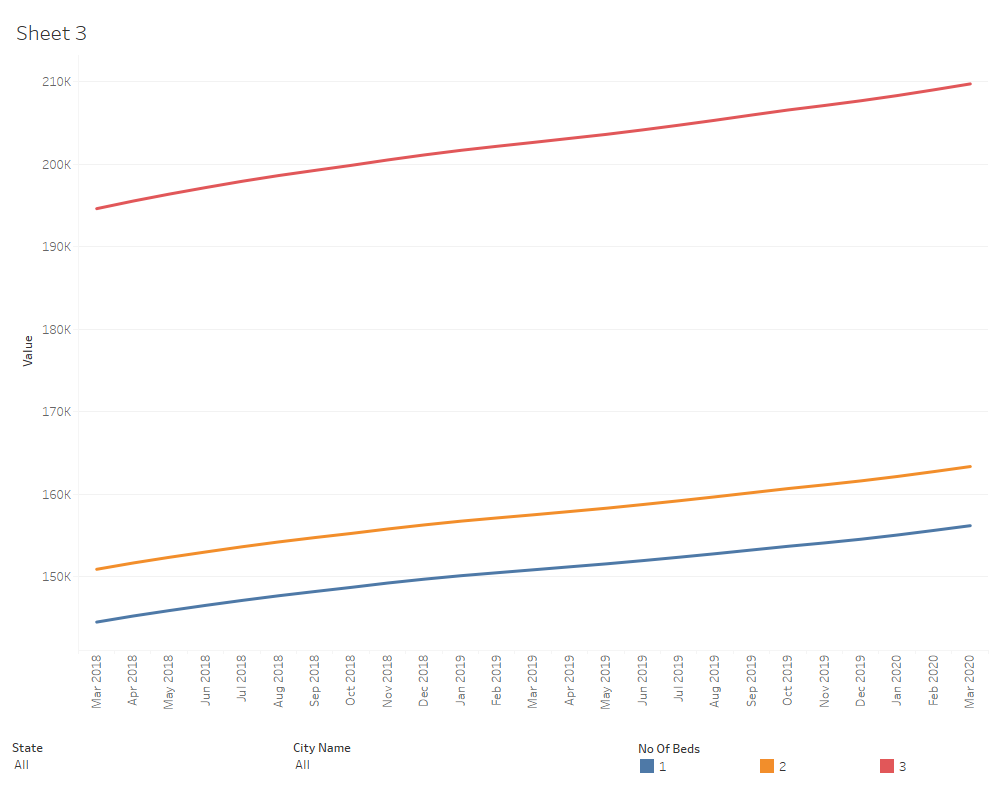 Sheet 3
210K
200K
190K
180K
170K
160K
150K
Value
Mar 2018
Apr 2018
May 2018
Jun 2018
Jul 2018
Aug 2018
Sep 2018
Oct 2018
Nov 2018
Dec 2018
Jan 2019
Feb 2019
Mar 2019
Apr 2019
May 2019
Jun 2019
Jul 2019
Aug 2019
Sep 2019
Oct 2019
Nov 2019
Dec 2019
Jan 2020
Feb 2020
Mar 2020
State
All
City Name
All
No Of Beds
1
2
3